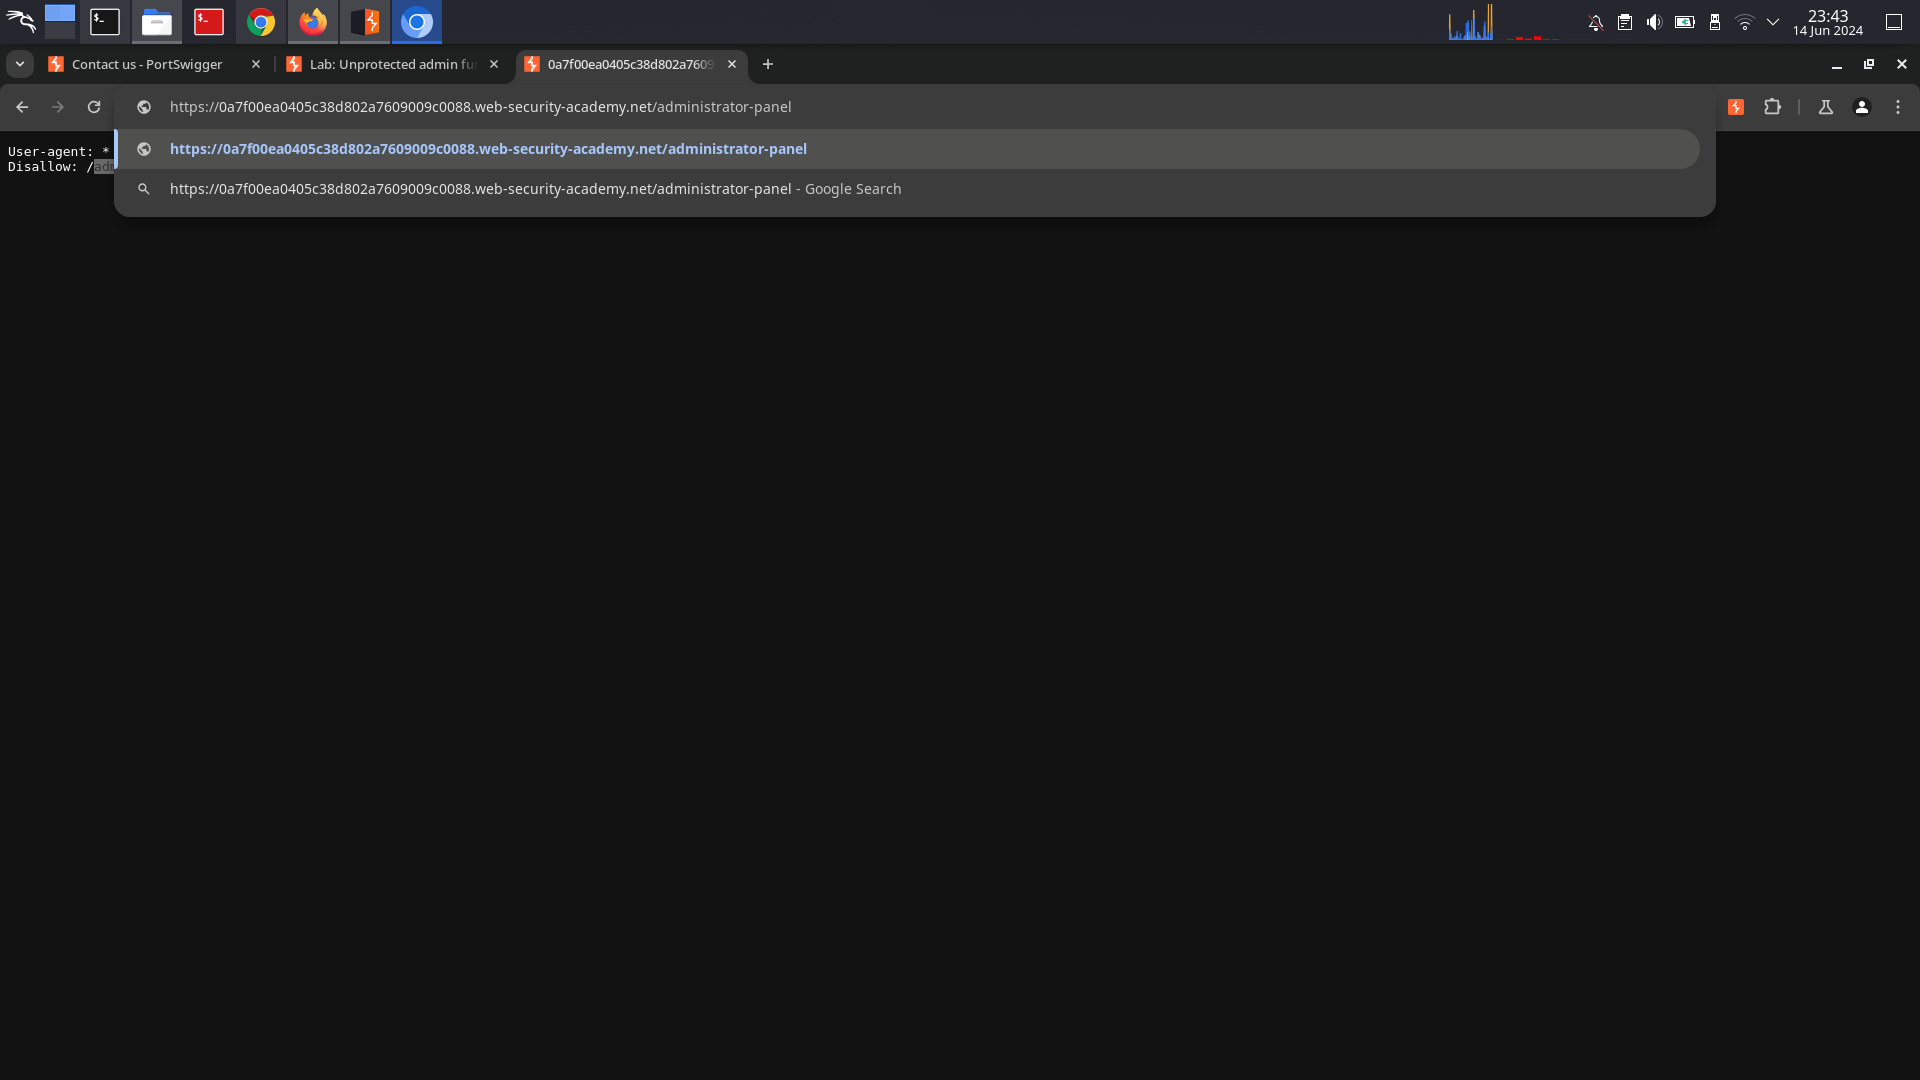 23:43
14 Jun 2024
Contact us - PortSwigger
Lab: Unprotected admin fu
0a7f00ea0405c38d802a7609
https://0a7f00ea0405c38d802a7609009c0088.web-security-academy.net/administrator-panel
https://0a7f00ea0405c38d802a7609009c0088.web-security-academy.net/administrator-panel
https://0a7f00ea0405c38d802a7609009c0088.web-security-academy.net/administrator-panel - Google Search
User-agent: *
Disallow: /adm